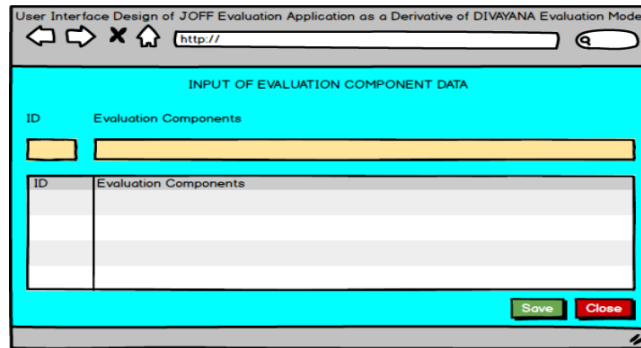 User Interface Design of JOFF Evaluation Application as a Derivative of DIVAYANA Evaluation Mode
http://
INPUT OF EVALUATION COMPONENT DATA
ID Evaluation Components
ID Evaluation Components
Save Close